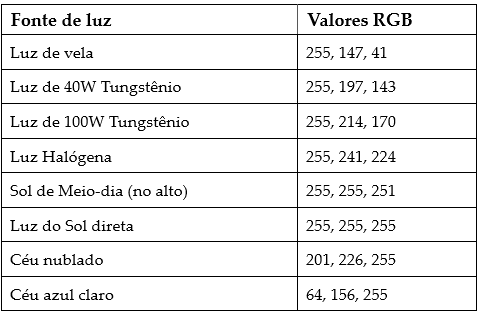 Fonte de luz Valores RGB
Luz de vela 255, 147, 41
Luz de 40W Tungstênio 255, 197, 143
Luz de 100W Tungstênio 255, 214, 170
Luz Halógena 255, 241, 224
Sol de Meio-dia (no alto) 255, 255, 251
Luz do Sol direta 255, 255, 255
Céu nublado 201, 226, 255
Céu azul claro 64, 156, 255